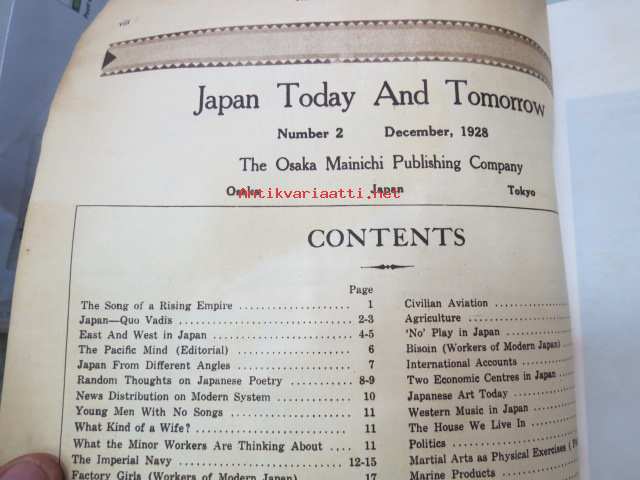 viii
Japan Today And Tomorrow
Number 2 December, 1928
The Osaka Mainichi Publishing Company
Osaka Japan Tokyo
Antikvariaatti.net
CONTENTS
Page
The Song of a Rising Empire .................... 1
Japan—Quo Vadis .................... 2-3
East And West in Japan .................... 4-5
The Pacific Mind (Editorial) .................... 6
Japan From Different Angles .................... 7
Random Thoughts on Japanese Poetry .................... 8-9
News Distribution on Modern System .................... 10
Young Men With No Songs .................... 11
What Kind of a Wife? .................... 11
What the Minor Workers Are Thinking About .... 11
The Imperial Navy .................... 12-15
Factory Girls (Workers of Modern Japan) .......... 17
Civilian Aviation ....................
Agriculture ....................
'No' Play in Japan ....................
Bisoin (Workers of Modern Japan) ..........
International Accounts ....................
Two Economic Centres in Japan ..........
Japanese Art Today ....................
Western Music in Japan ....................
The House We Live In ....................
Politics ....................
Martial Arts as Physical Exercises (
Marine Products ....................